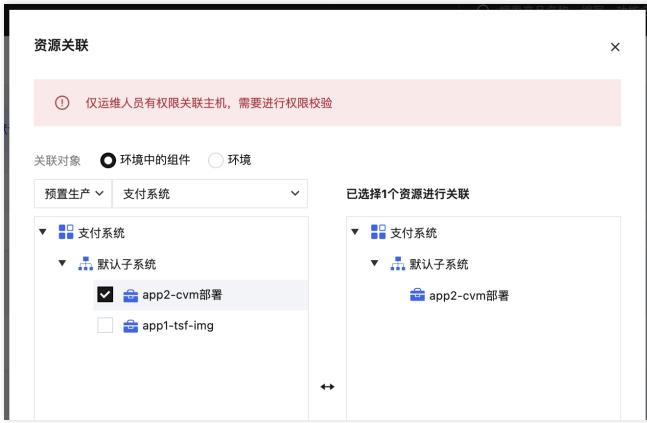 资源关联
仅运维人员有权限关联主机，需要进行权限校验
关联对象 环境中的组件 环境
预置生产 支付系统 已选择1个资源进行关联
支付系统 支付系统
默认子系统 默认子系统
app2-cvm部署 app2-cvm部署
app1-tsf-img